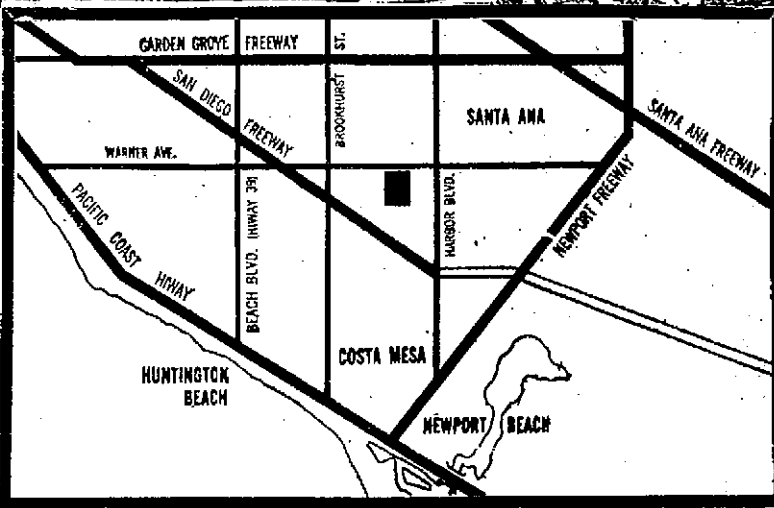 GARDEN GROVE FREEWAY
ST.
BROOKHURST
SAN DIEGO FREEWAY
SANTA ANA
SANTA ANA FREEWAY
WARNER AVE.
PACIFIC COAST HIWAY
BEACH BLVD. (HIWAY 39)
HARBOR BLVD.
NEWPORT FREEWAY
COSTA MESA
HUNTINGTON
BEACH
NEWPORT BEACH